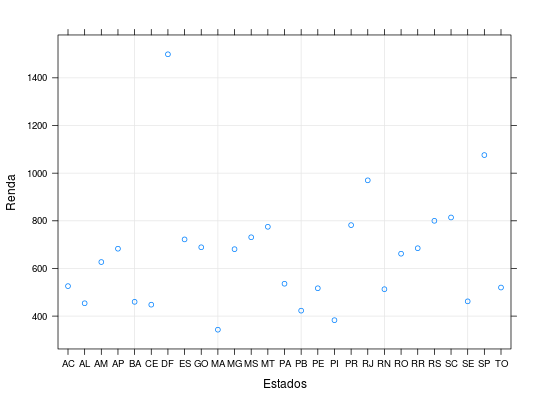 1400
1200
1000
800
600
400
Renda
AC AL AM AP BA CE DF ES GO MA MG MS MT PA PB PE PI PR RJ RN RO RR RS SC SE SP TO
Estados